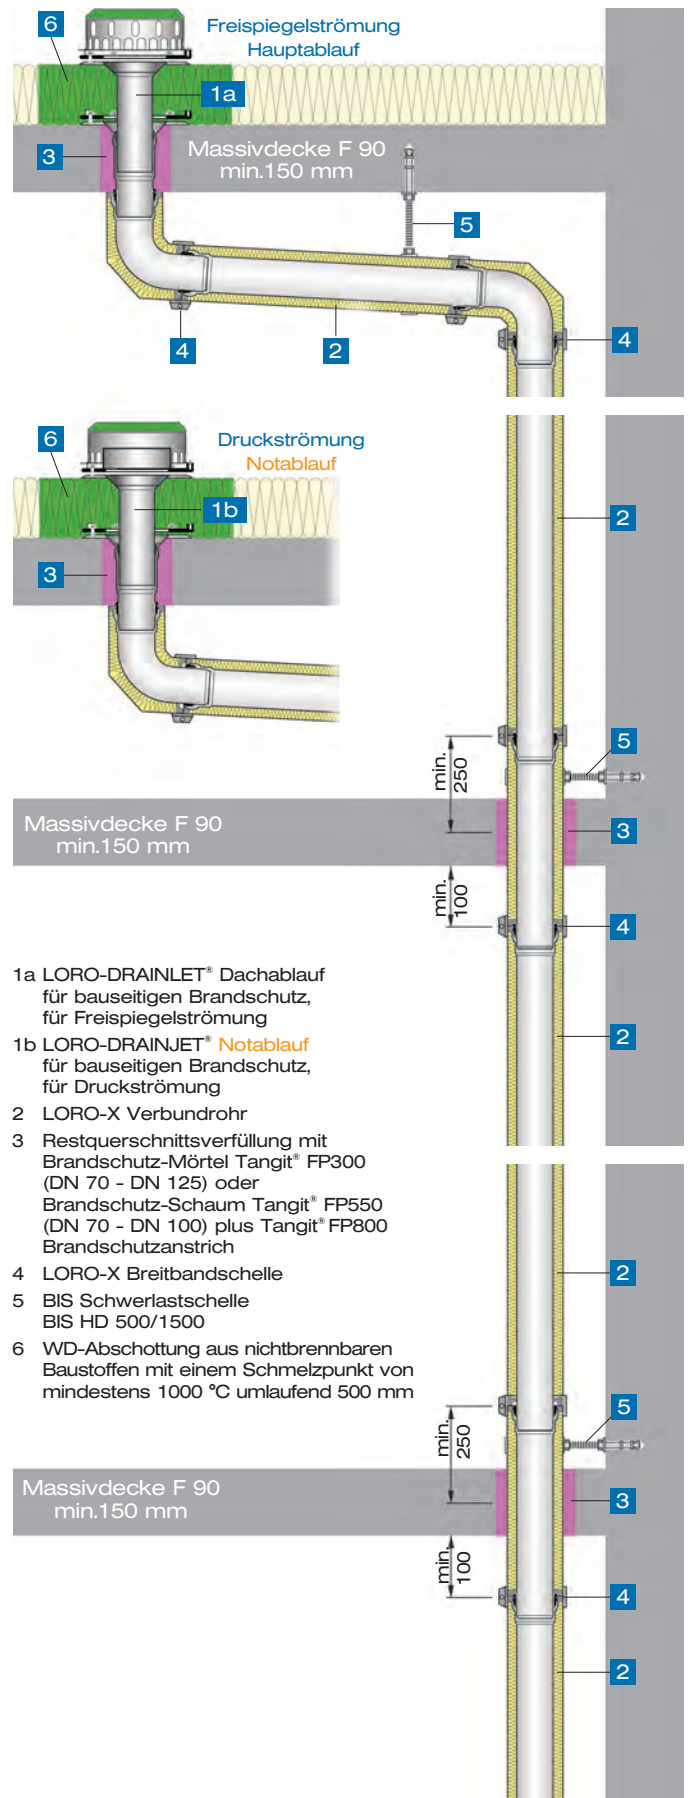 6
Freispiegelströmung
Hauptablauf
1a
3
Massivdecke F 90
min.150 mm
5
4
2
4
6
Druckströmung
Notablauf
1b
2
3
5
min.
250
Massivdecke F 90
min.150 mm
3
min.
100
4
1a LORO-DRAINLET® Dachablauf
für bauseitigen Brandschutz,
für Freispiegelströmung
1b LORO-DRAINJET® Notablauf
für bauseitigen Brandschutz,
für Druckströmung
2 LORO-X Verbundrohr
3 Restquerschnittsverfüllung mit
Brandschutz-Mörtel Tangit® FP300
(DN 70 - DN 125) oder
Brandschutz-Schaum Tangit® FP550
(DN 70 - DN 100) plus Tangit® FP800
Brandschutzanstrich
4 LORO-X Breitbandschelle
5 BIS Schwerlastschelle
BIS HD 500/1500
6 WD-Abschottung aus nichtbrennbaren
Baustoffen mit einem Schmelzpunkt von
mindestens 1000 °C umlaufend 500 mm
2
2
5
min.
250
Massivdecke F 90
min.150 mm
3
min.
100
4
2